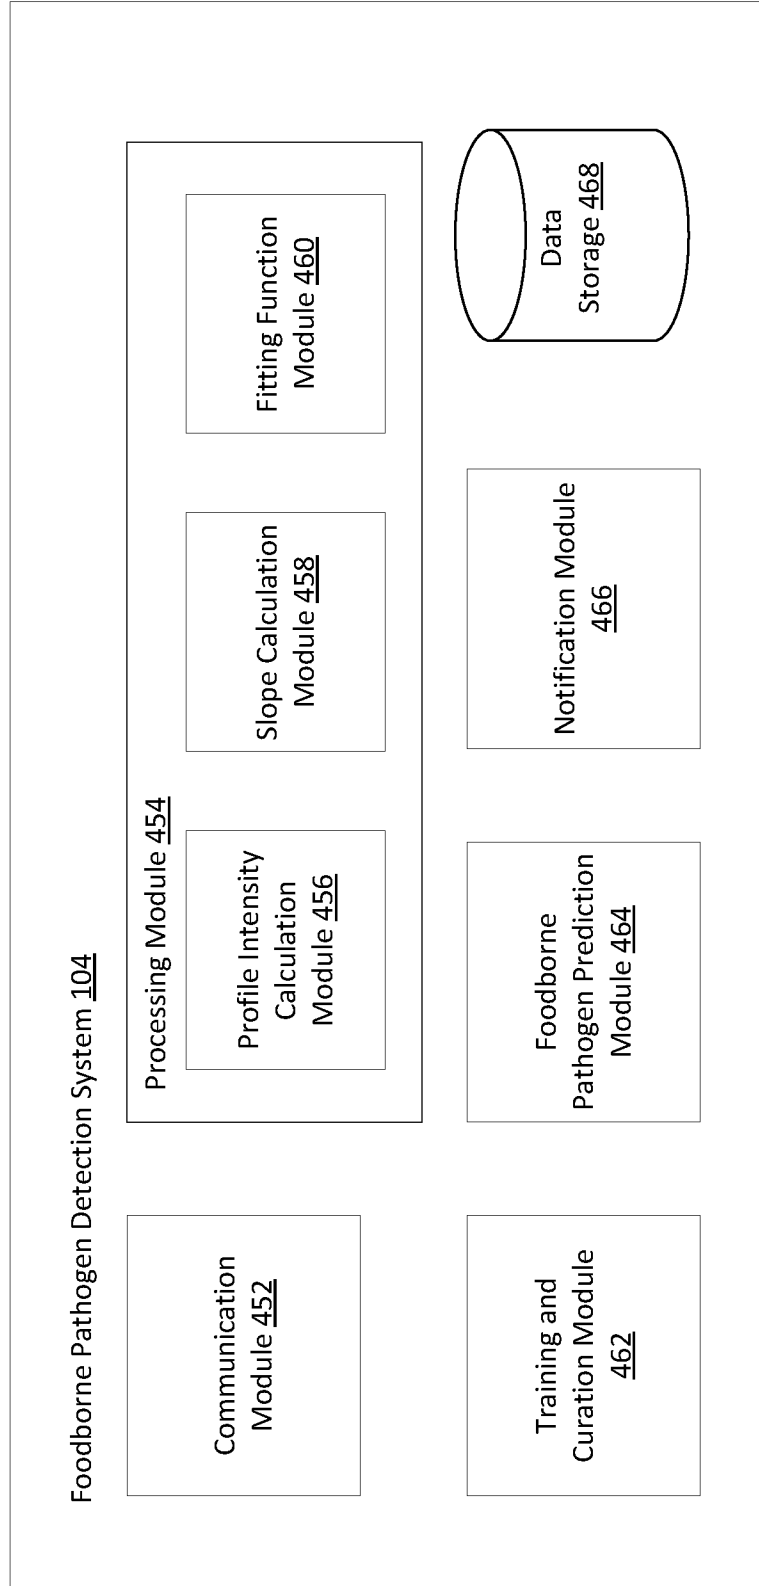 Foodborne Pathogen Detection System 104
Communication
Module 452
Processing Module 454
Profile Intensity
Calculation
Module 456
Slope Calculation
Module 458
Fitting Function
Module 460
Training and
Curation Module
462
Foodborne
Pathogen Prediction
Module 464
Notification Module
466
Data
Storage 468